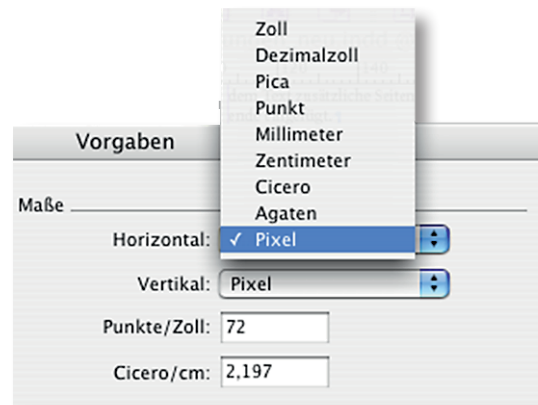 Zoll
Dezimalzoll
Pica
Punkt
Millimeter
Zentimeter
Cicero
Agaten
✓ Pixel
Vorgaben
Maße
Horizontal:
Vertikal: Pixel
Punkte/Zoll: 72
Cicero/cm: 2,197